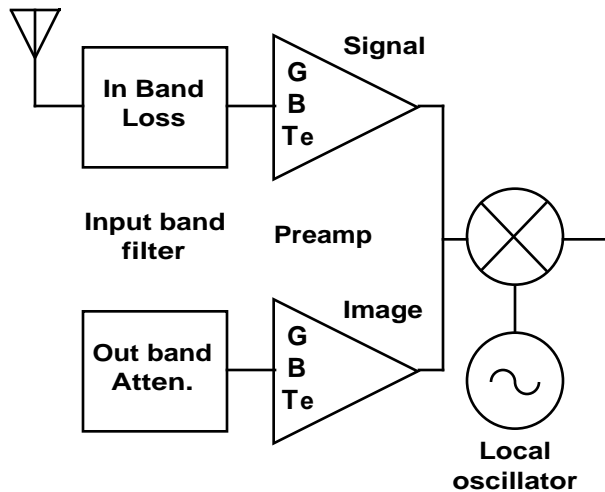 Signal
In Band
Loss
G
B
Te
Input band
filter
Preamp
Image
Out band
Atten.
G
B
Te
Local
oscillator